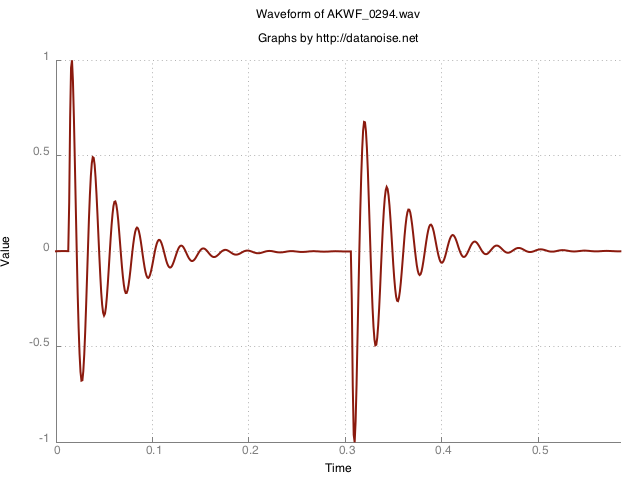 Waveform of AKWF_0294.wav
Graphs by http://datanoise.net
1
0.5
0
-0.5
-1
Value
0 0.1 0.2 0.3 0.4 0.5
Time